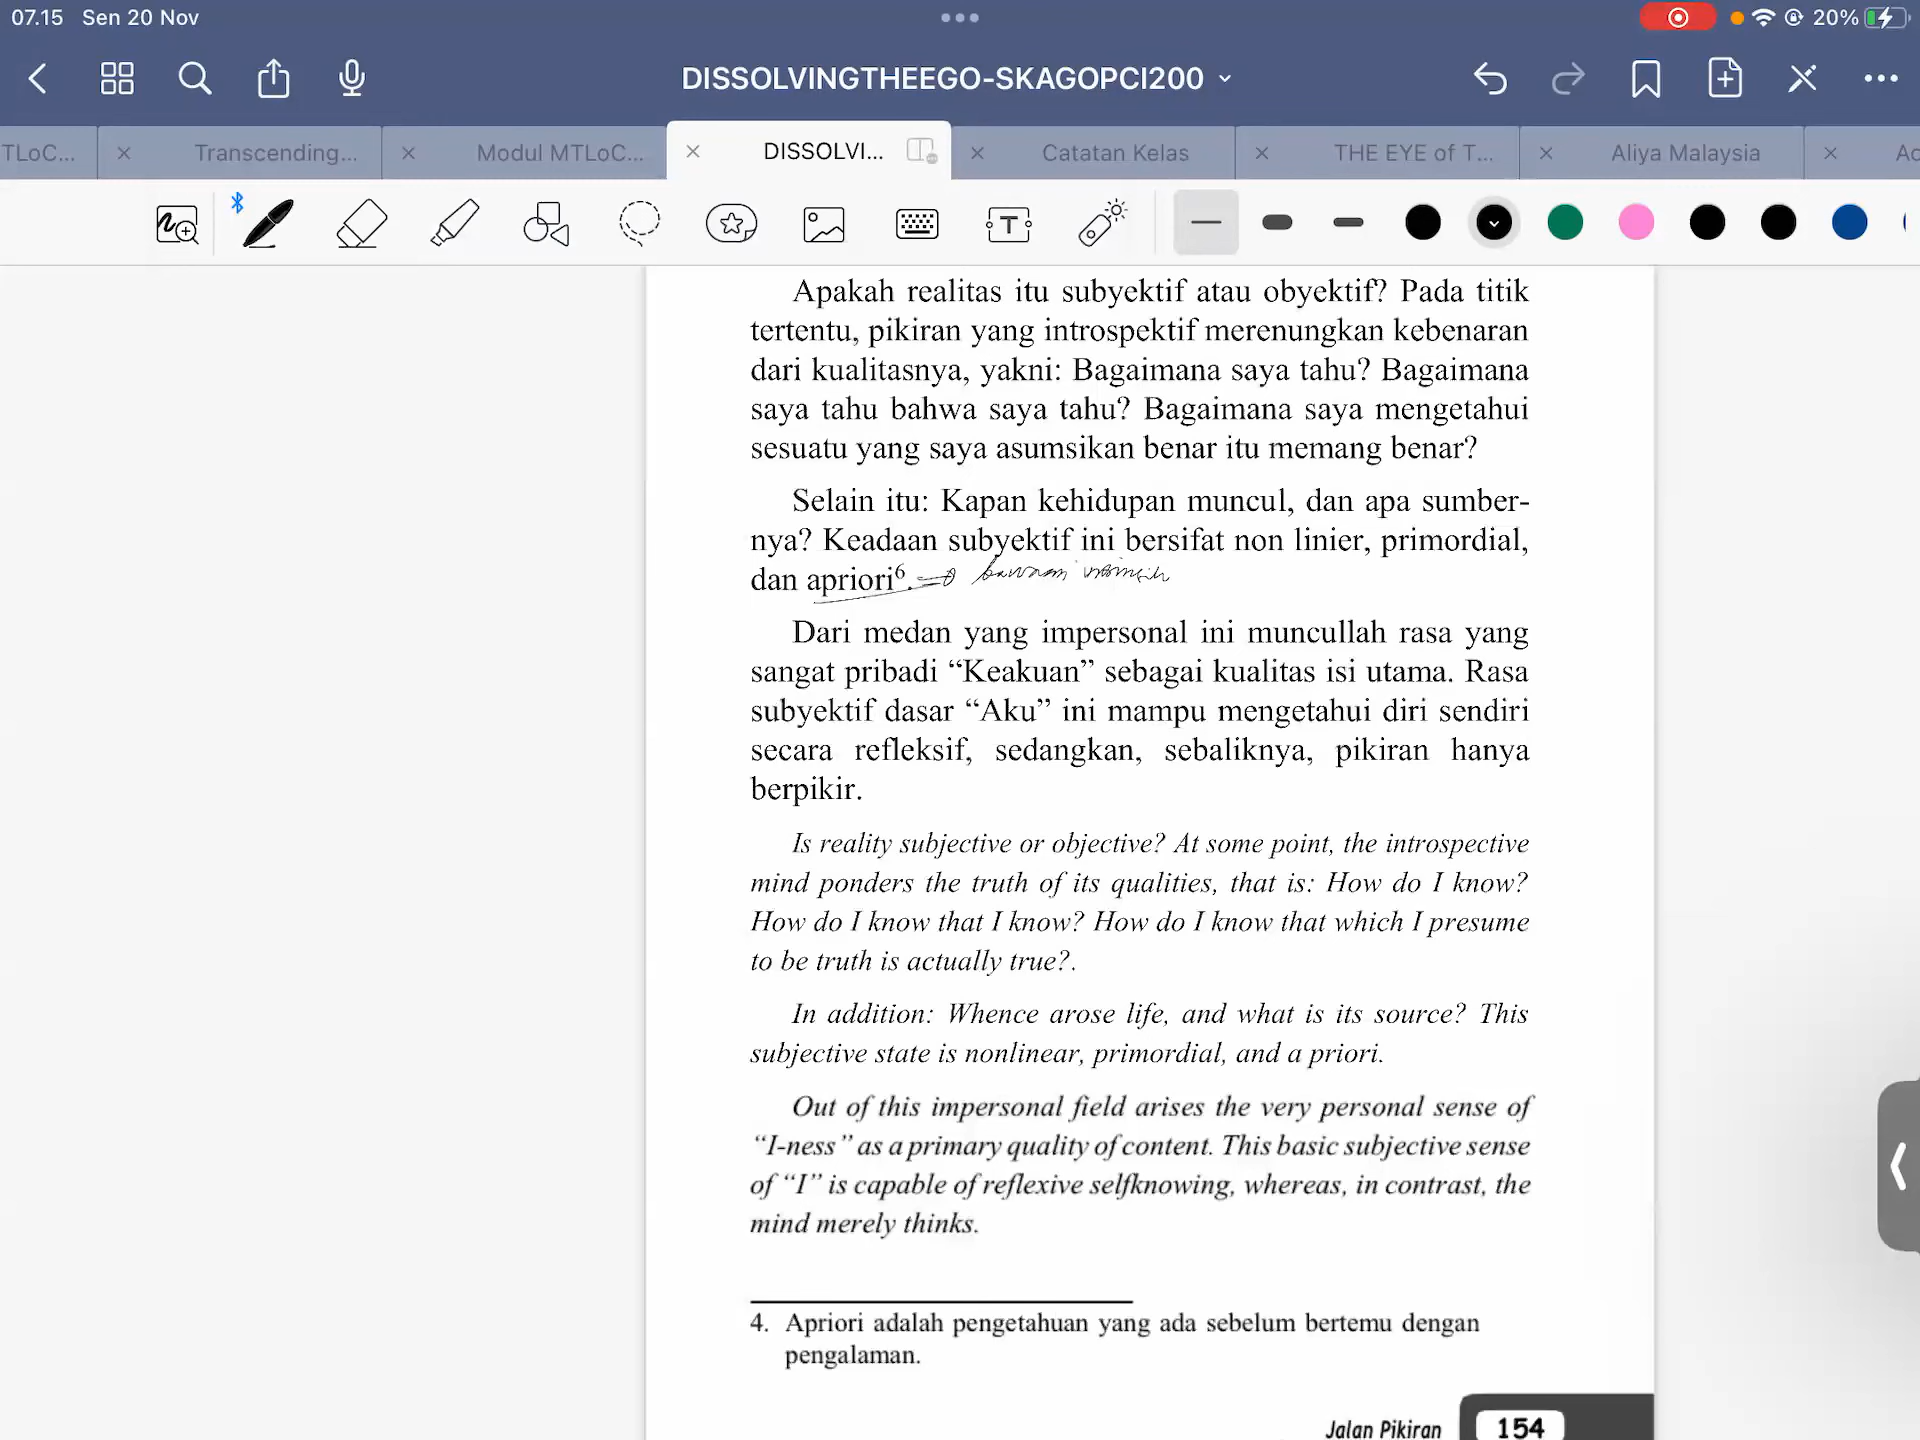 07.15 Sen 20 Nov
20%
DISSOLVINGTHEEGO-SKAGOPCI200
TLoC...
Transcending...
Modul MTLoC...
DISSOLVI...
Catatan Kelas
THE EYE of T...
Aliya Malaysia
Ac
Apakah realitas itu subyektif atau obyektif? Pada titik
tertentu, pikiran yang introspektif merenungkan kebenaran
dari kualitasnya, yakni: Bagaimana saya tahu? Bagaimana
saya tahu bahwa saya tahu? Bagaimana saya mengetahui
sesuatu yang saya asumsikan benar itu memang benar?
Selain itu: Kapan kehidupan muncul, dan apa sumber-
nya? Keadaan subyektif ini bersifat non linier, primordial,
dan apriori⁶.
Dari medan yang impersonal ini muncullah rasa yang
sangat pribadi “Keakuan” sebagai kualitas isi utama. Rasa
subyektif dasar “Aku” ini mampu mengetahui diri sendiri
secara refleksif, sedangkan, sebaliknya, pikiran hanya
berpikir.
Is reality subjective or objective? At some point, the introspective
mind ponders the truth of its qualities, that is: How do I know?
How do I know that I know? How do I know that which I presume
to be truth is actually true?.
In addition: Whence arose life, and what is its source? This
subjective state is nonlinear, primordial, and a priori.
Out of this impersonal field arises the very personal sense of
“I-ness” as a primary quality of content. This basic subjective sense
of “I” is capable of reflexive selfknowing, whereas, in contrast, the
mind merely thinks.
4. Apriori adalah pengetahuan yang ada sebelum bertemu dengan
pengalaman.
Jalan Pikiran 154